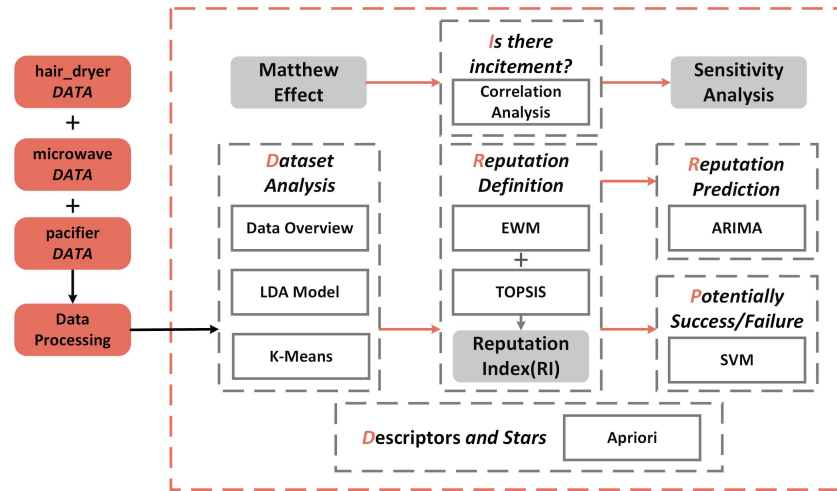 hair_dryer
DATA
+
microwave
DATA
+
pacifier
DATA
Data
Processing
Matthew
Effect
Is there
incitement?
Correlation
Analysis
Sensitivity
Analysis
Dataset
Analysis
Data Overview
LDA Model
K-Means
Reputation
Definition
EWM
+
TOPSIS
Reputation
Index(RI)
Reputation
Prediction
ARIMA
Potentially
Success/Failure
SVM
Descriptors and Stars
Apriori